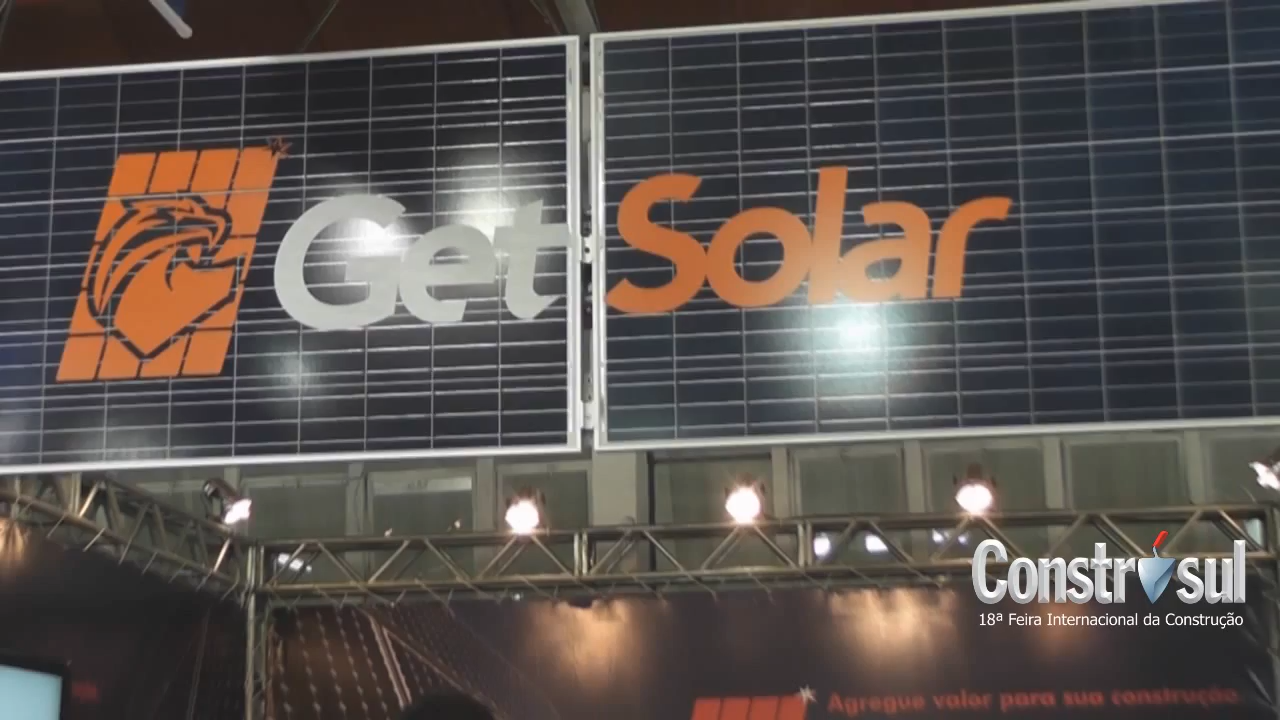 Get Solar
Construsul
18ª Feira Internacional da Construção
Agregue valor para sua construção